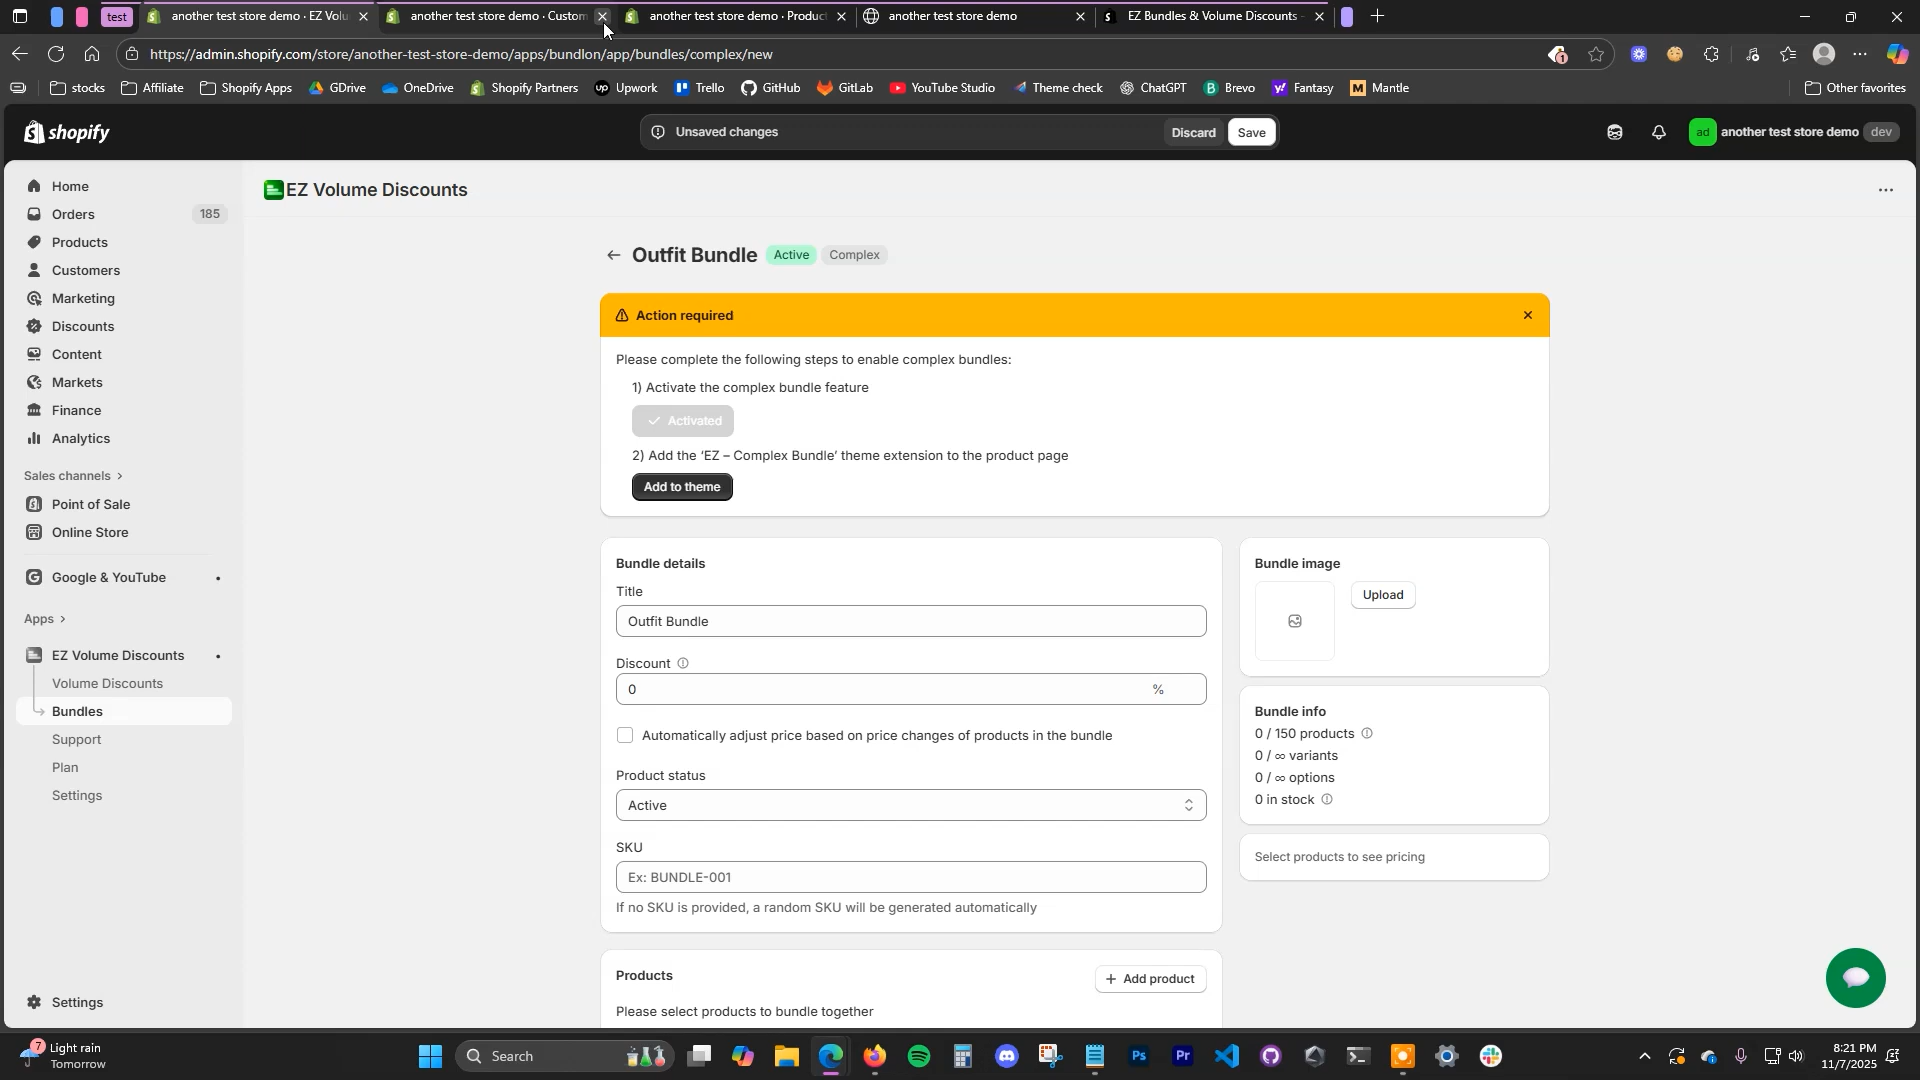 test
another test store demo · EZ Volu
another test store demo · Custom
another test store demo · Product
another test store demo
EZ Bundles & Volume Discounts -
https://admin.shopify.com/store/another-test-store-demo/apps/bundlon/app/bundles/complex/new
1
stocks
Affiliate
Shopify Apps
GDrive
OneDrive
Shopify Partners
up Upwork
Trello
GitHub
GitLab
YouTube Studio
Theme check
ChatGPT
B Brevo
Fantasy
M Mantle
Other favorites
shopify
Unsaved changes
Discard
Save
ad another test store demo dev
Home
Orders 185
Products
Customers
Marketing
Discounts
Content
Markets
Finance
Analytics
Sales channels
Point of Sale
Online Store
Google & YouTube
Apps
EZ Volume Discounts
Volume Discounts
Bundles
Support
Plan
Settings
Settings
EZ Volume Discounts
Outfit Bundle Active Complex
Action required
Please complete the following steps to enable complex bundles:
1) Activate the complex bundle feature
Activated
2) Add the ‘EZ – Complex Bundle’ theme extension to the product page
Add to theme
Bundle details
Title
Outfit Bundle
Discount
0 %
Automatically adjust price based on price changes of products in the bundle
Product status
Active
SKU
Ex: BUNDLE-001
If no SKU is provided, a random SKU will be generated automatically
Products
Add product
Please select products to bundle together
Bundle image
Upload
Bundle info
0 / 150 products
0 / ∞ variants
0 / ∞ options
0 in stock
Select products to see pricing
7
Light rain
Tomorrow
Search
Ps
Pr
8:21 PM
11/7/2025